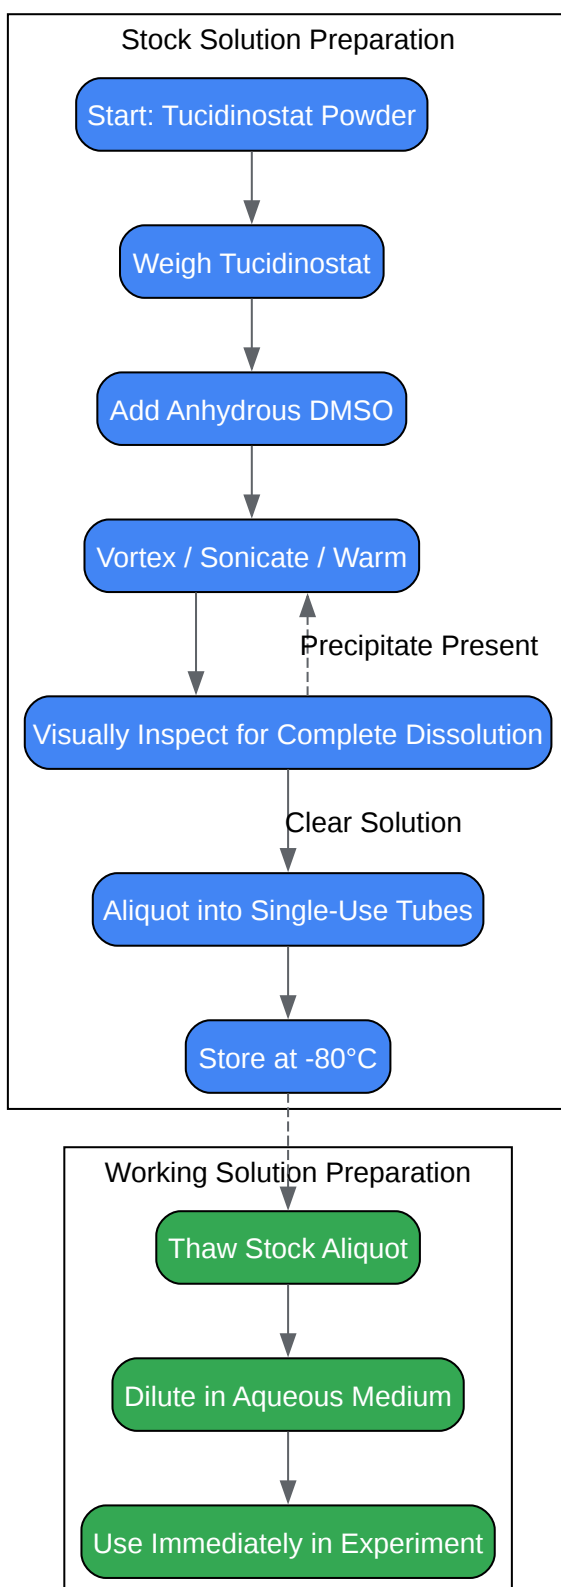 Stock Solution Preparation
Start: Tucidinostat Powder
Weigh Tucidinostat
Add Anhydrous DMSO
Vortex / Sonicate / Warm
Precipitate Present
Visually Inspect for Complete Dissolution
Clear Solution
Aliquot into Single-Use Tubes
Store at -80°C
Working Solution Preparation
Thaw Stock Aliquot
Dilute in Aqueous Medium
Use Immediately in Experiment